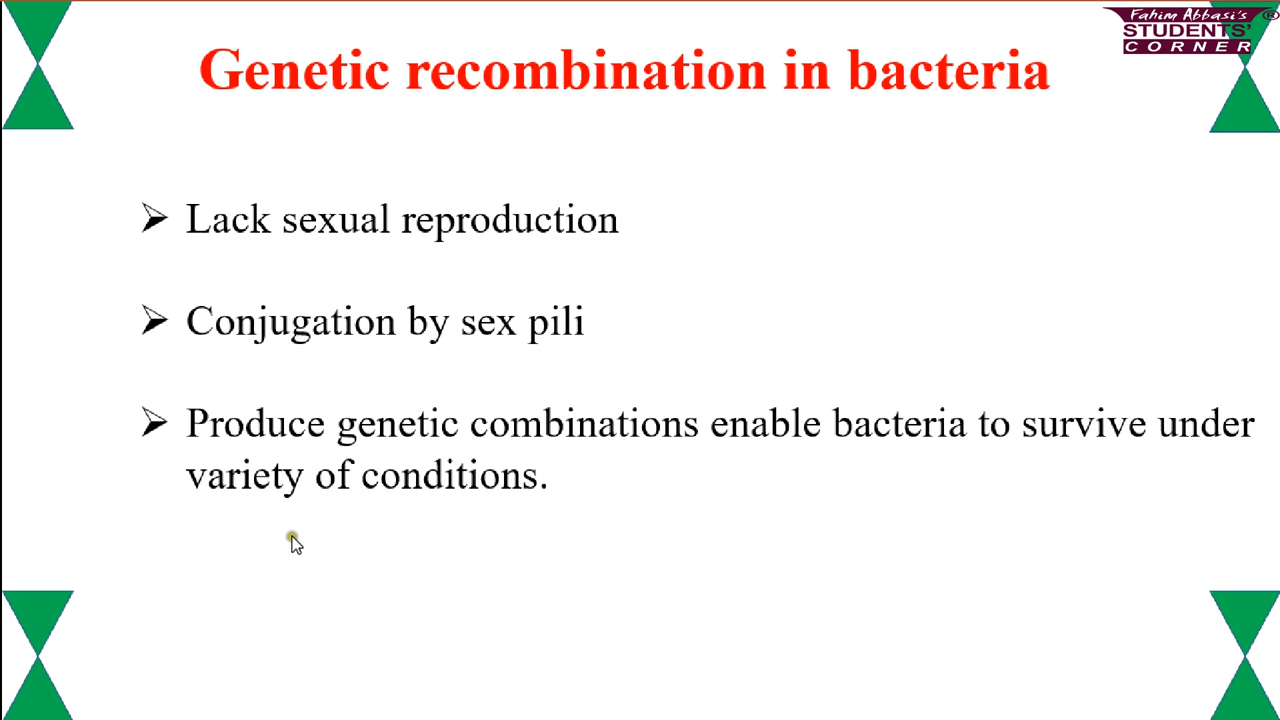 Fahim Abbasi's ®
STUDENTS'
CORNER
Genetic recombination in bacteria
➢ Lack sexual reproduction
➢ Conjugation by sex pili
➢ Produce genetic combinations enable bacteria to survive under
variety of conditions.